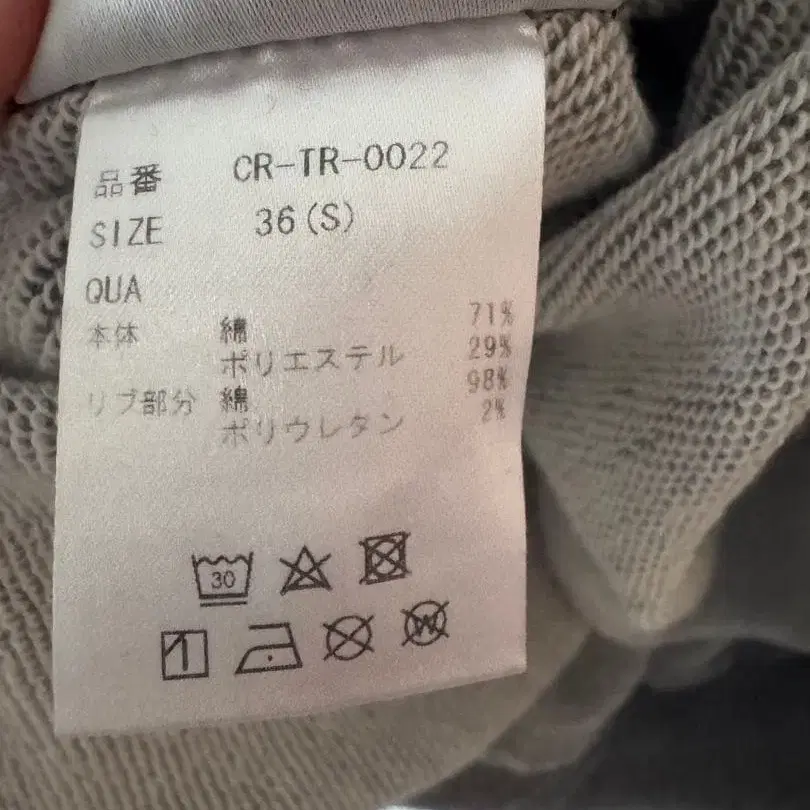 品番 CR-TR-0022
SIZE 36(S)
QUA
本体 綿 71%
ポリエステル 29%
リブ部分 綿 98%
ポリウレタン 2%
30
W